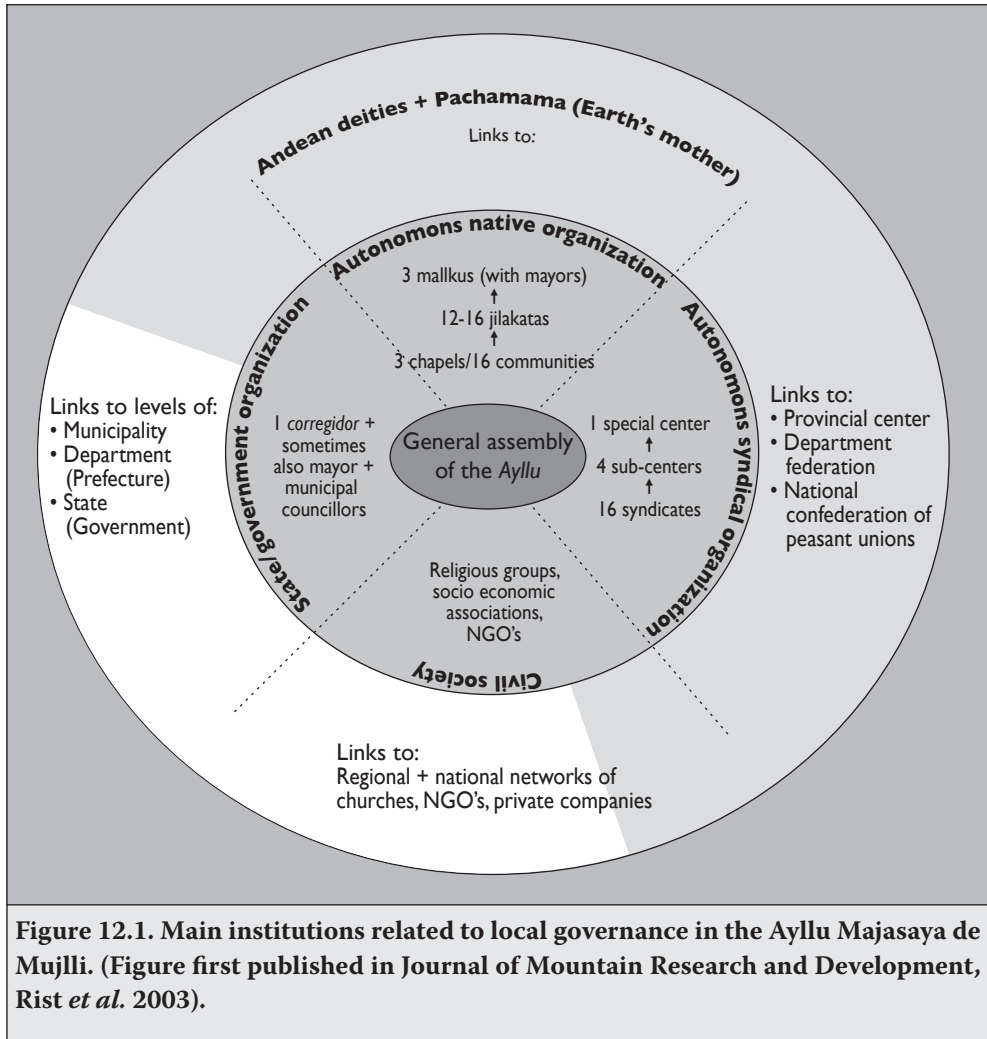 Andean deities + Pachamama (Earth's mother)
Links to:
Autonomons native organization
3 mallkus (with mayors)
12-16 jilakatas
3 chapels/16 communities
State/government organization
Links to levels of:
• Municipality
• Department
(Prefecture)
• State
(Government)
1 corregidor +
sometimes
also mayor +
municipal
councillors
General assembly
of the Ayllu
1 special center
4 sub-centers
16 syndicates
Autonomons syndical organization
Links to:
• Provincial center
• Department
federation
• National
confederation of
peasant unions
Religious groups,
socio economic
associations,
NGO's
Civil society
Links to:
Regional + national networks of
churches, NGO's, private companies
Figure 12.1. Main institutions related to local governance in the Ayllu Majasaya de
Mujlli. (Figure first published in Journal of Mountain Research and Development,
Rist et al. 2003).